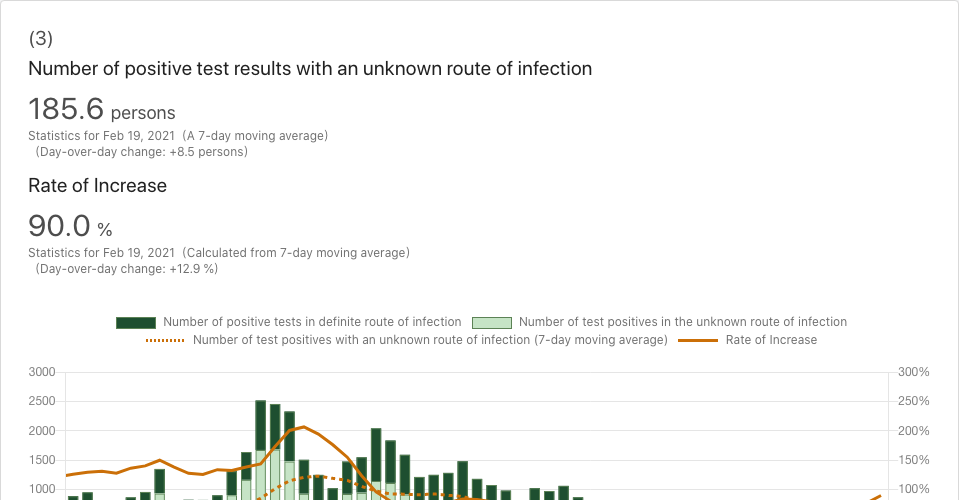 (3)
Number of positive test results with an unknown route of infection
185.6 persons
Statistics for Feb 19, 2021 (A 7-day moving average)
(Day-over-day change: +8.5 persons)
Rate of Increase
90.0 %
Statistics for Feb 19, 2021 (Calculated from 7-day moving average)
(Day-over-day change: +12.9 %)
Number of positive tests in definite route of infection Number of test positives in the unknown route of infection
Number of test positives with an unknown route of infection (7-day moving average) Rate of Increase
3000 300%
2500 250%
2000 200%
1500 150%
1000 100%